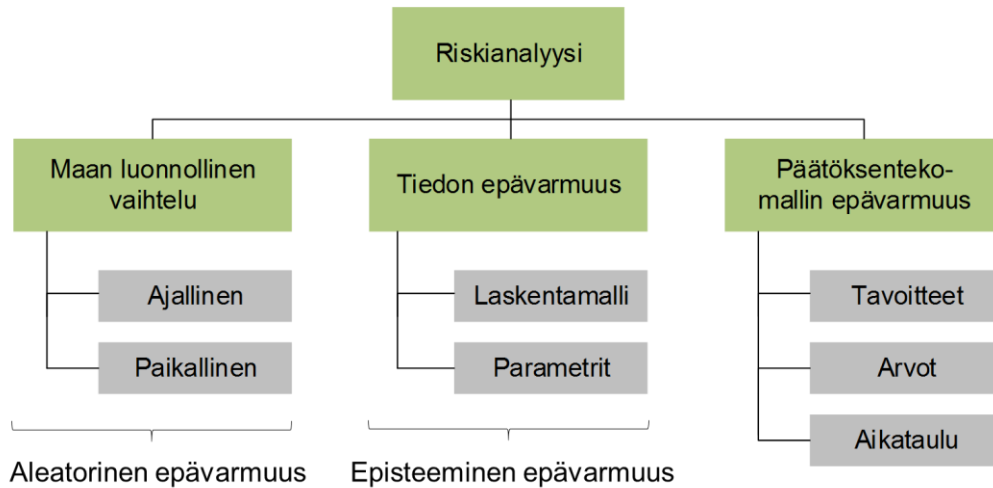 Riskianalyysi
Maan luonnollinen
vaihtelu
Tiedon epävarmuus
Päätöksenteko-
mallin epävarmuus
Ajallinen
Laskentamalli
Tavoitteet
Paikallinen
Parametrit
Arvot
Aikataulu
Aleatorinen epävarmuus
Episteeminen epävarmuus